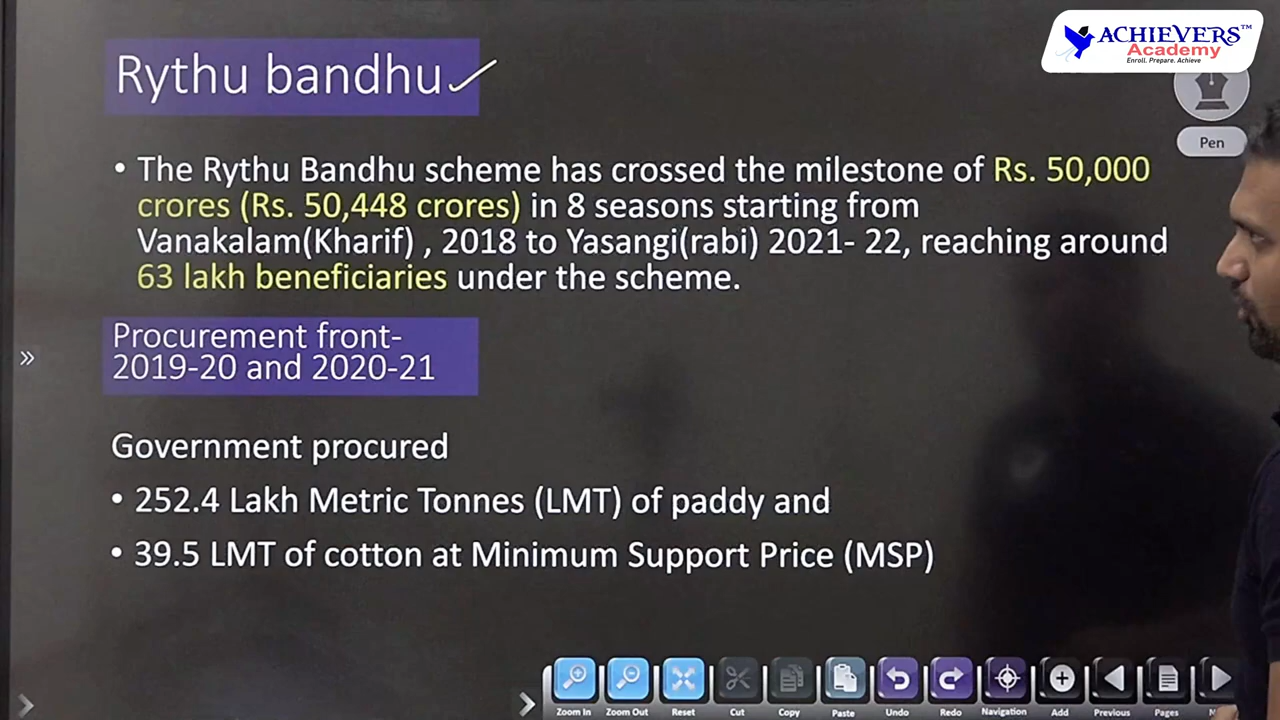 ACHIEVERS™
Academy
Enroll. Prepare. Achieve
Pen
Rythu bandhu
• The Rythu Bandhu scheme has crossed the milestone of Rs. 50,000
crores (Rs. 50,448 crores) in 8 seasons starting from
Vanakalam(Kharif) , 2018 to Yasangi(rabi) 2021- 22, reaching around
63 lakh beneficiaries under the scheme.
Procurement front-
2019-20 and 2020-21
Government procured
• 252.4 Lakh Metric Tonnes (LMT) of paddy and
• 39.5 LMT of cotton at Minimum Support Price (MSP)
Zoom In Zoom Out Reset Cut Copy Paste Undo Redo Navigation Add Previous Pages